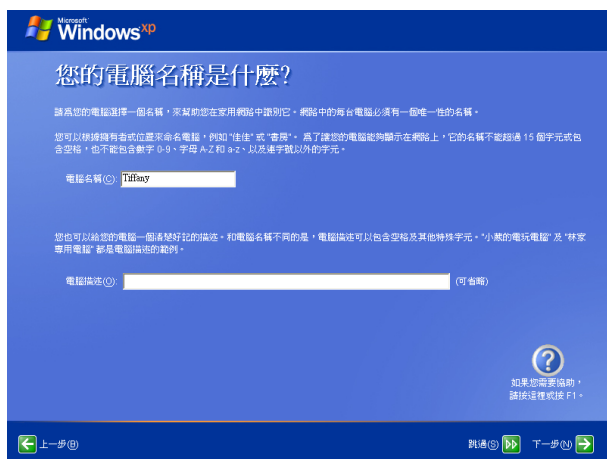 Microsoft
Windows xp
您的電腦名稱是什麼?
請為您的電腦選擇一個名稱,來幫助您在家用網路中識別它。網路中的每台電腦必須有一個唯一性的名稱。
您可以根據擁有者或位置來命名電腦,例如 "佳佳" 或 "書房"。 為了讓您的電腦能夠顯示在網路上,它的名稱不能超過 15 個字元或包
含空格,也不能包含數字 0-9、字母 A-Z 和 a-z、以及連字號以外的字元。
電腦名稱(C): Tiffany
您也可以給您的電腦一個清楚好記的描述。和電腦名稱不同的是,電腦描述可以包含空格及其他特殊字元。"小葳的電玩電腦" 及 "林家
專用電腦" 都是電腦描述的範例。
電腦描述(O): (可省略)
如果您需要協助,
請按這裡或按 F1。
上一步(B) 跳過(S) 下一步(N)